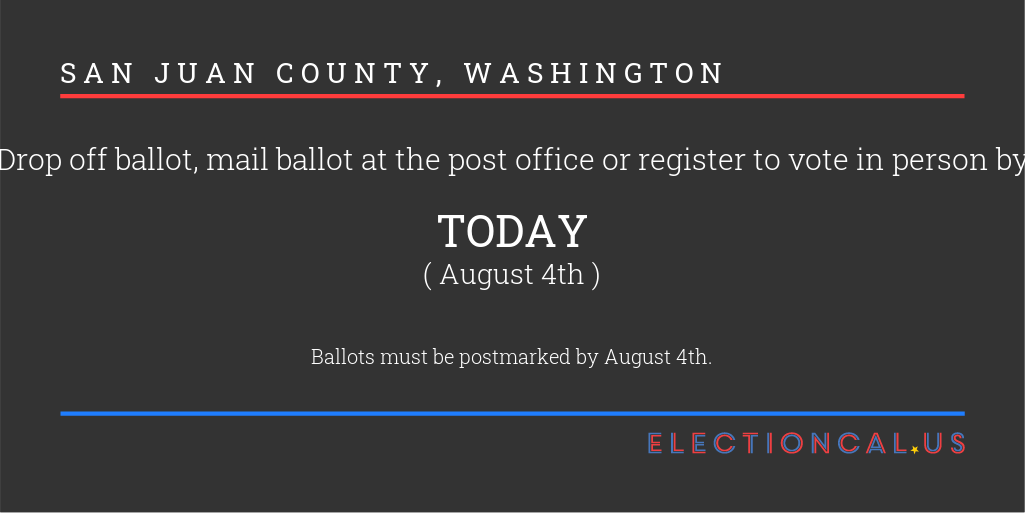 SAN JUAN COUNTY, WASHINGTON
Drop off ballot, mail ballot at the post office or register to vote in person by
TODAY
( August 4th )
Ballots must be postmarked by August 4th.
ELECTIONCAL.US